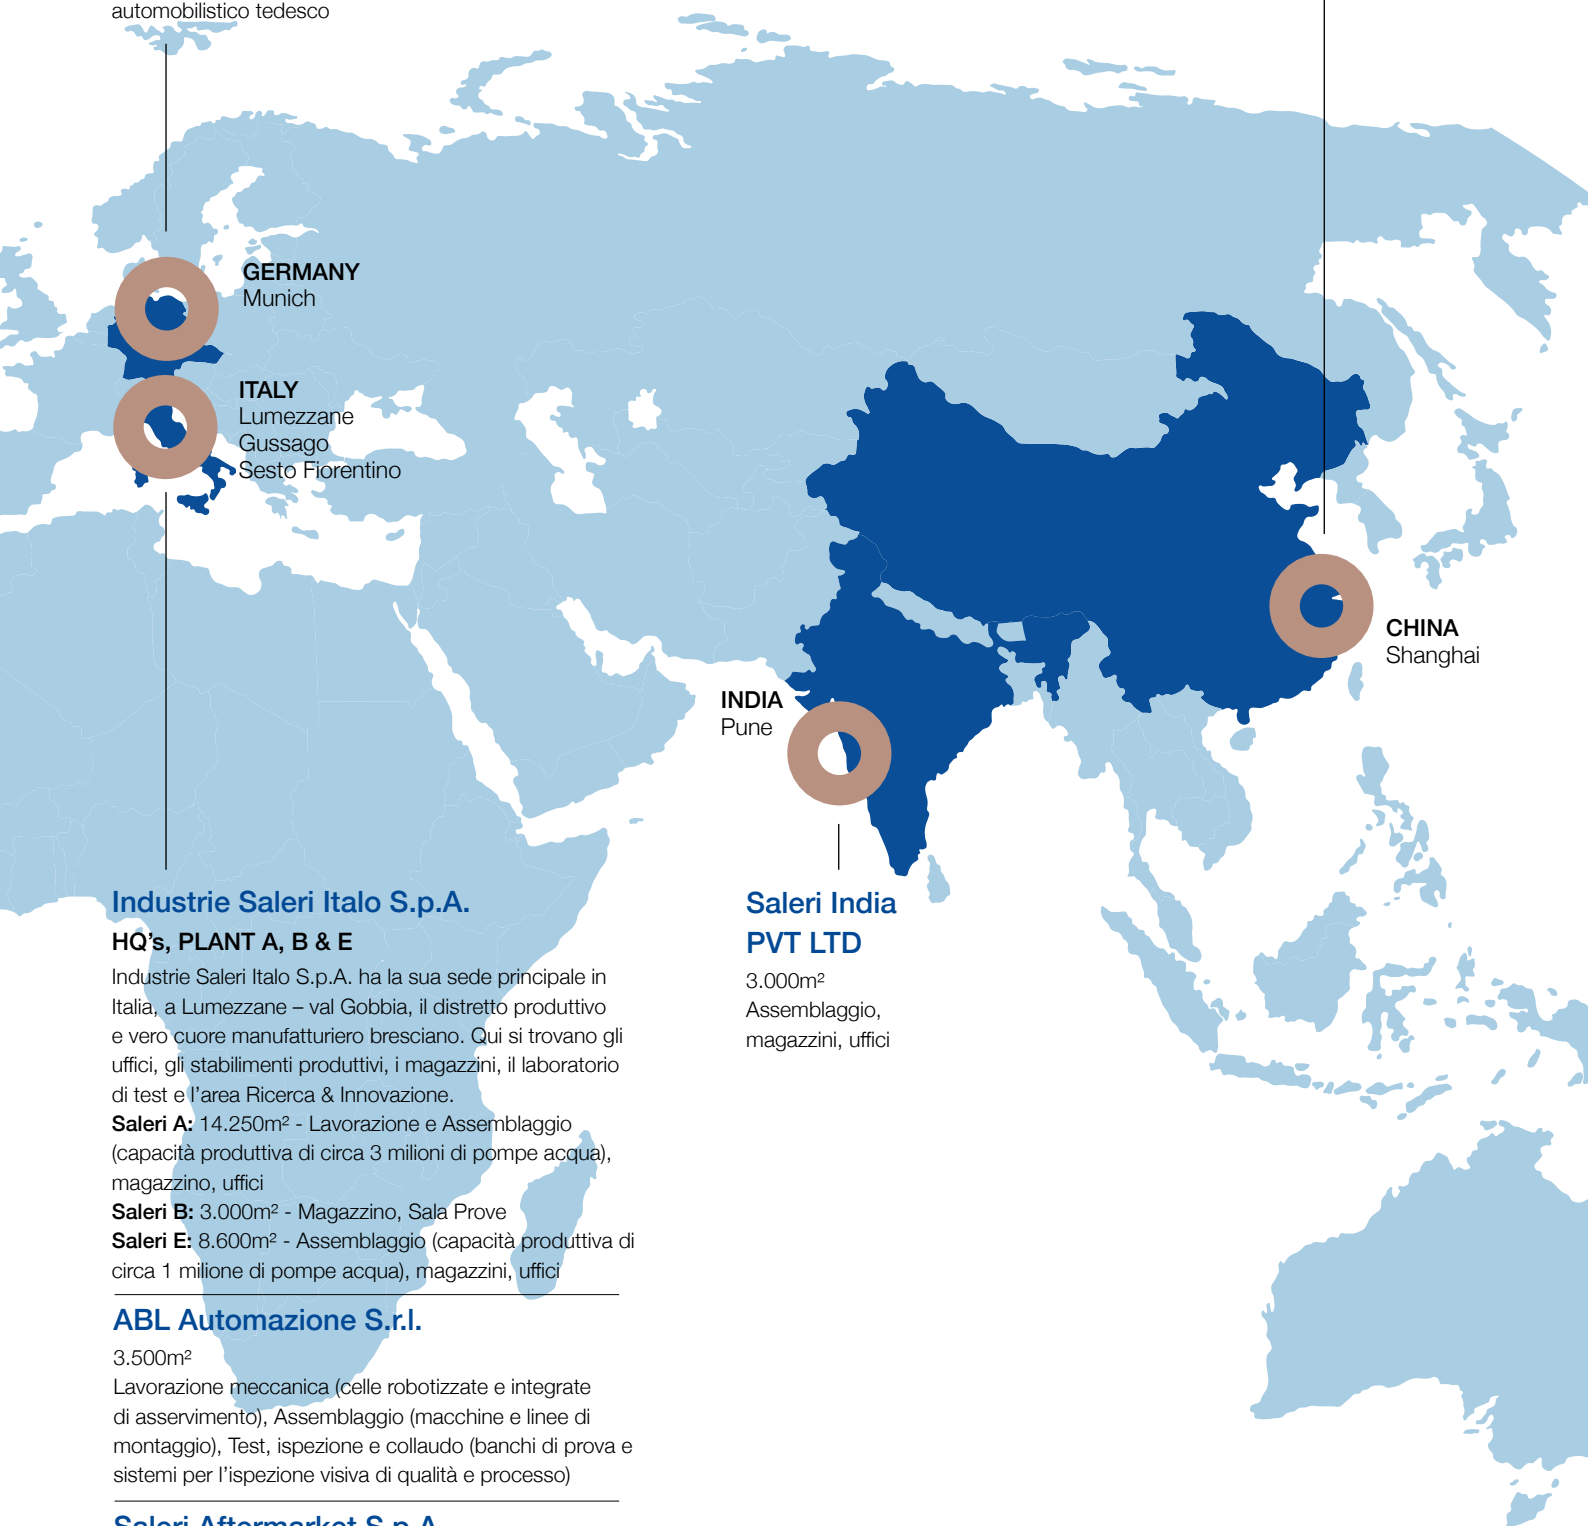 automobilistico tedesco
GERMANY
Munich
ITALY
Lumezzane
Gussago
Sesto Fiorentino
CHINA
Shanghai
INDIA
Pune
Industrie Saleri Italo S.p.A.
HQ's, PLANT A, B & E
Industrie Saleri Italo S.p.A. ha la sua sede principale in
Italia, a Lumezzane – val Gobbia, il distretto produttivo
e vero cuore manufatturiero bresciano. Qui si trovano gli
uffici, gli stabilimenti produttivi, i magazzini, il laboratorio
di test e l'area Ricerca & Innovazione.
Saleri A: 14.250m² - Lavorazione e Assemblaggio
(capacità produttiva di circa 3 milioni di pompe acqua),
magazzino, uffici
Saleri B: 3.000m² - Magazzino, Sala Prove
Saleri E: 8.600m² - Assemblaggio (capacità produttiva di
circa 1 milione di pompe acqua), magazzini, uffici
ABL Automazione S.r.l.
3.500m²
Lavorazione meccanica (celle robotizzate e integrate
di asservimento), Assemblaggio (macchine e linee di
montaggio), Test, ispezione e collaudo (banchi di prova e
sistemi per l'ispezione visiva di qualità e processo)
Saleri Aftermarket S.p.A.
Saleri India
PVT LTD
3.000m²
Assemblaggio,
magazzini, uffici